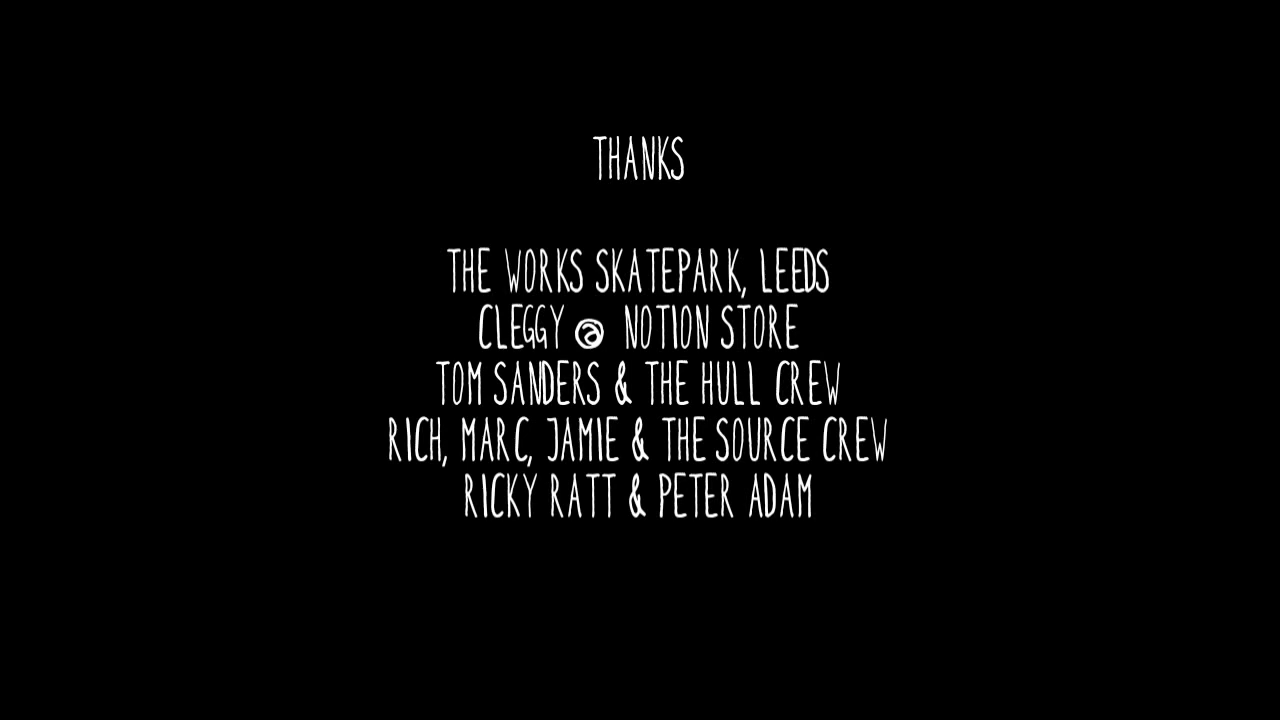 THANKS
THE WORKS SKATEPARK, LEEDS
CLEGGY @ NOTION STORE
TOM SANDERS & THE HULL CREW
RICH, MARC, JAMIE & THE SOURCE CREW
RICKY RATT & PETER ADAM